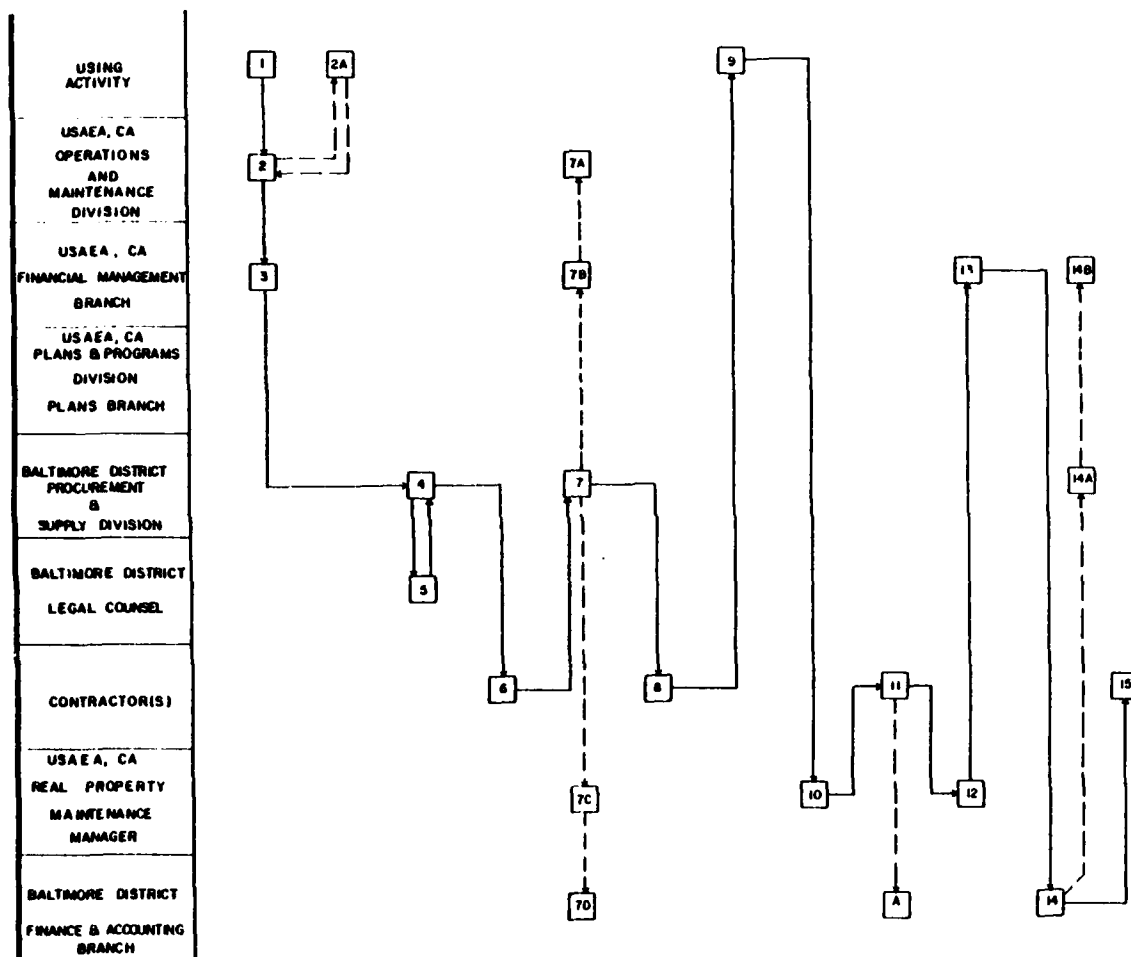 USING
ACTIVITY
1
2A
9
USAEA, CA
OPERATIONS
AND
MAINTENANCE
DIVISION
2
7A
USAEA, CA
FINANCIAL MANAGEMENT
BRANCH
3
7B
13
14B
USAEA, CA
PLANS & PROGRAMS
DIVISION
PLANS BRANCH
BALTIMORE DISTRICT
PROCUREMENT
&
SUPPLY DIVISION
4
7
14A
BALTIMORE DISTRICT
LEGAL COUNSEL
5
CONTRACTOR(S)
6
8
11
15
USAEA, CA
REAL PROPERTY
MAINTENANCE
MANAGER
7C
10
12
BALTIMORE DISTRICT
FINANCE & ACCOUNTING
BRANCH
7D
A
14